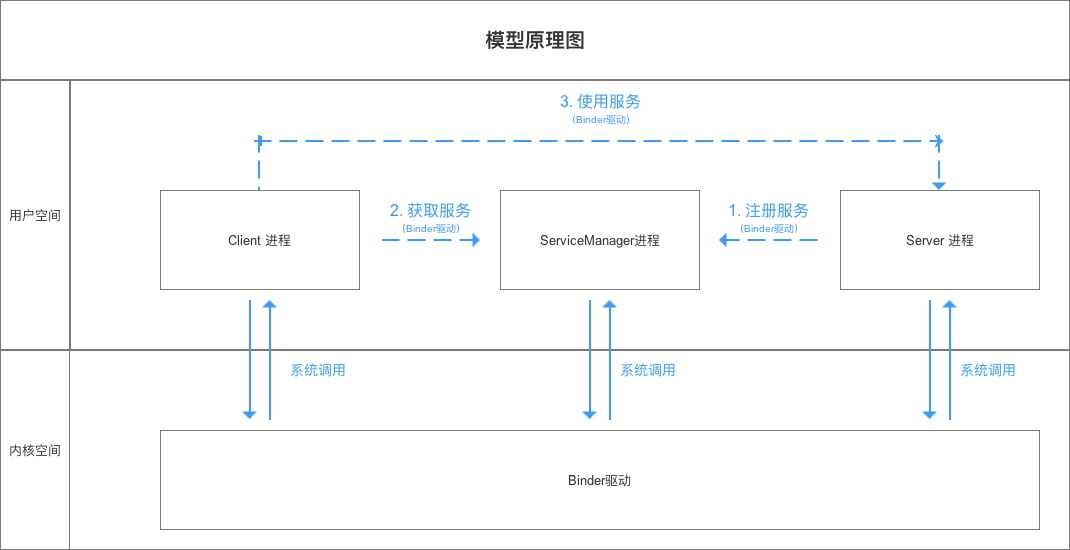 模型原理图
3. 使用服务
(Binder驱动)
用户空间
2. 获取服务
(Binder驱动)
1. 注册服务
(Binder驱动)
Client 进程
ServiceManager进程
Server 进程
系统调用
系统调用
系统调用
内核空间
Binder驱动